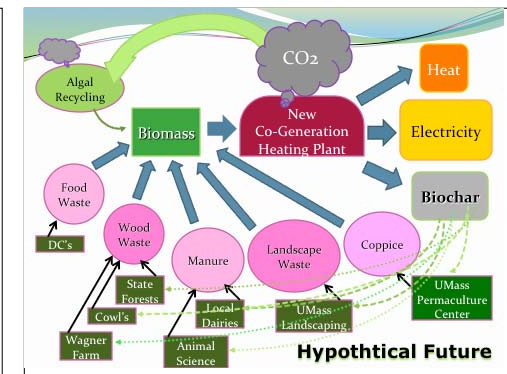 CO2
Heat
Algal
Recycling
New
Co-Generation
Heating Plant
Biomass
Electricity
Food
Waste
Biochar
Wood
Waste
Manure
Landscape
Waste
Coppice
DC's
State
Forests
Cowl's
Local
Dairies
UMass
Landscaping
UMass
Permaculture
Center
Wagner
Farm
Animal
Science
Hypothtical Future